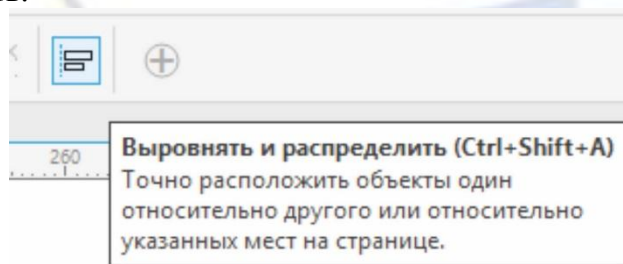 260
Выровнять и распределить (Ctrl+Shift+A)
Точно расположить объекты один
относительно другого или относительно
указанных мест на странице.